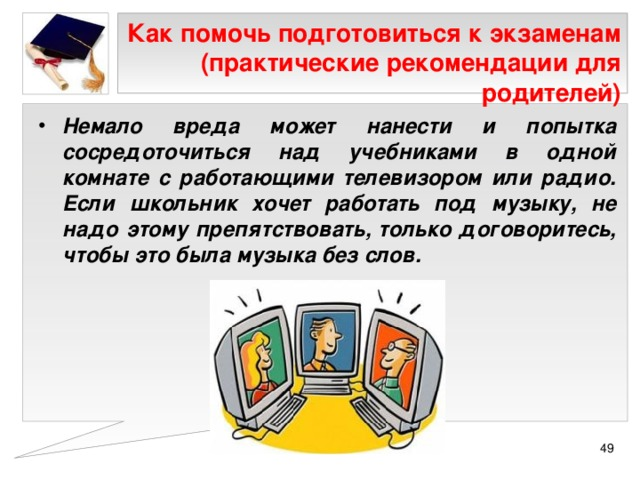 Как помочь подготовиться к экзаменам
(практические рекомендации для
родителей)
• Немало вреда может нанести и попытка
сосредоточиться над учебниками в одной
комнате с работающими телевизором или радио.
Если школьник хочет работать под музыку, не
надо этому препятствовать, только договоритесь,
чтобы это была музыка без слов.
49